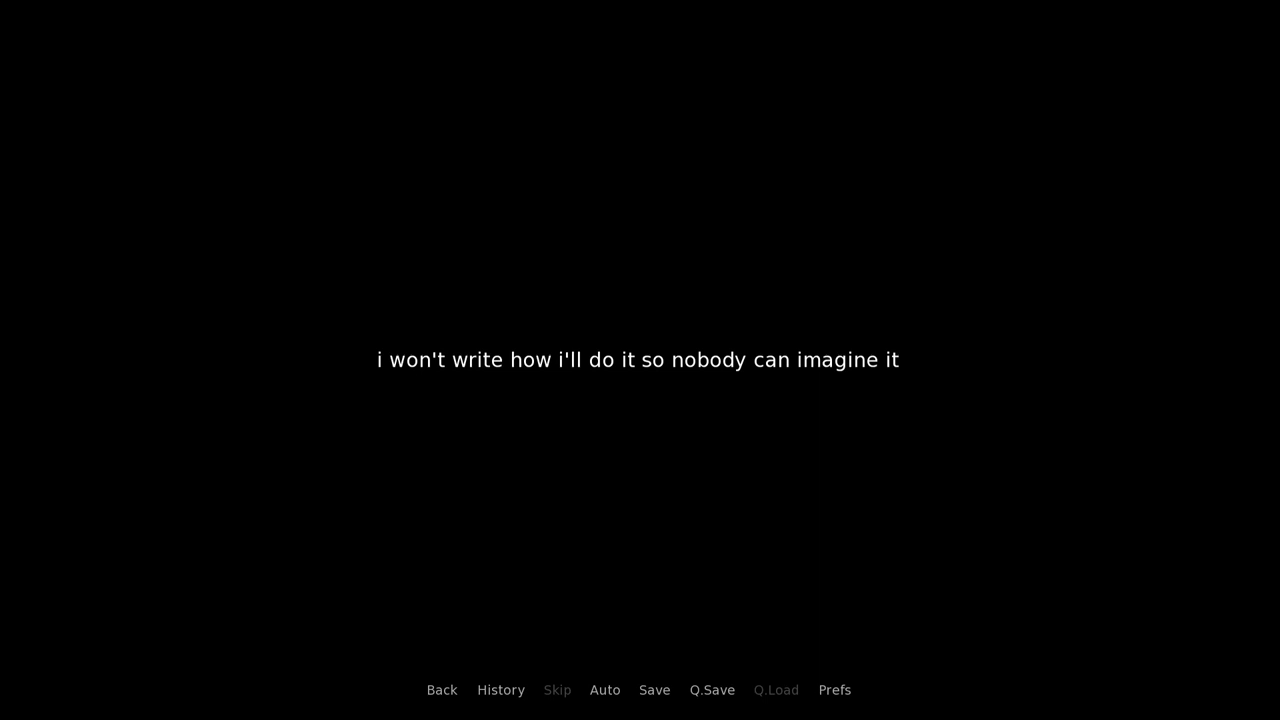 i won't write how i'll do it so nobody can imagine it
Back History Skip Auto Save Q.Save Q.Load Prefs